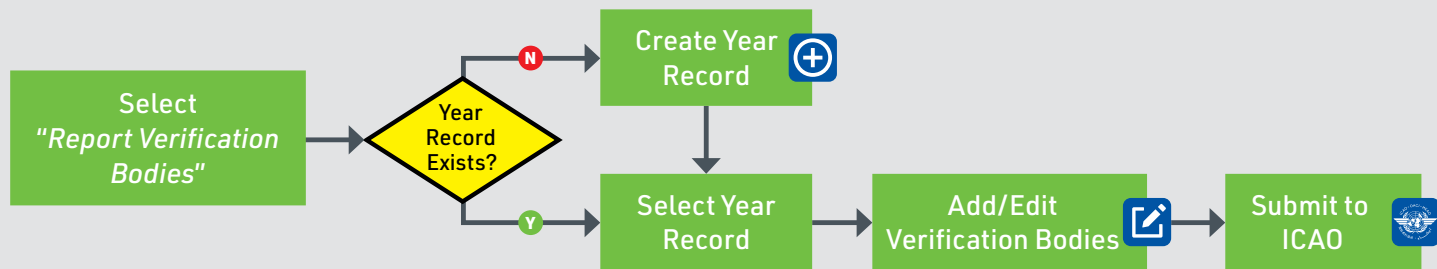 Select
"Report Verification
Bodies"
Year
Record
Exists?
N
Create Year
Record
Y
Select Year
Record
Add/Edit
Verification Bodies
Submit to
ICAO